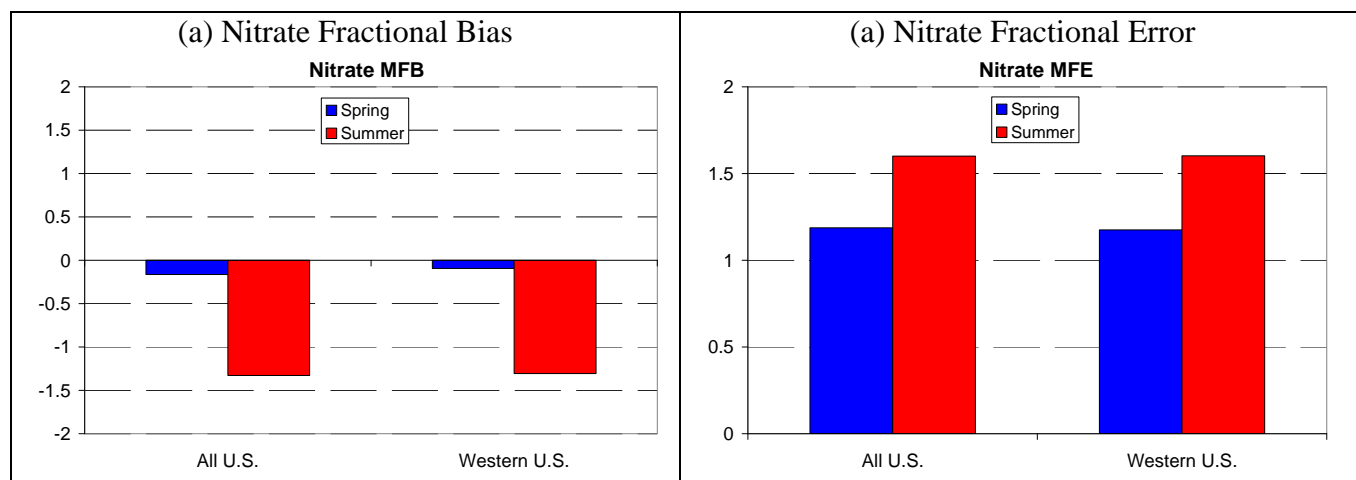 (a) Nitrate Fractional Bias
Nitrate MFB
2
1.5
1
0.5
0
-0.5
-1
-1.5
-2
Spring
Summer
All U.S.
Western U.S.
(a) Nitrate Fractional Error
Nitrate MFE
2
1.5
1
0.5
0
Spring
Summer
All U.S.
Western U.S.